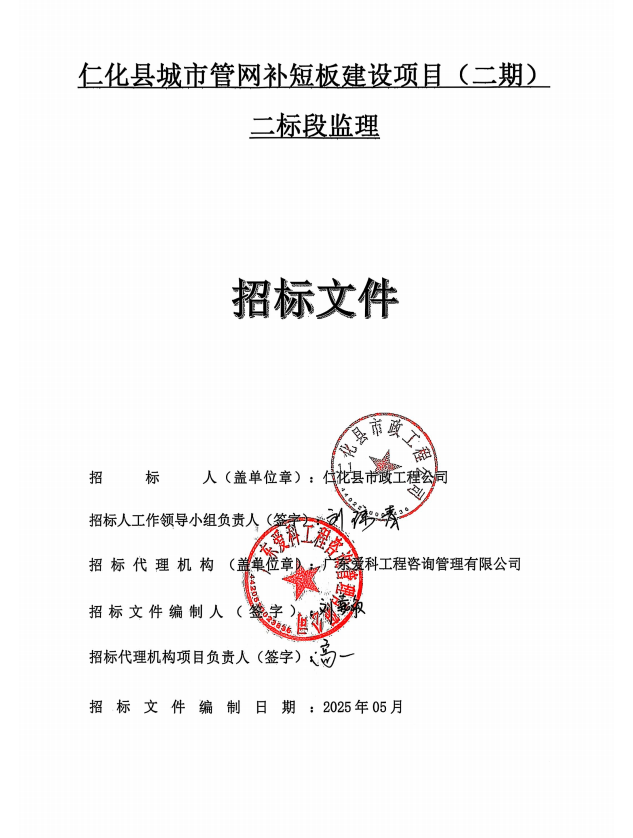 仁化县城市管网补短板建设项目（二期）
二标段监理
招标文件
招标人（盖单位章）：仁化县市政工程公司
招标人工作领导小组负责人（签字）：刘
招标代理机构（盖单位章）：广东爱科工程咨询管理有限公司
招标文件编制人（签字）：刘
招标代理机构项目负责人（签字）：高一
招标文件编制日期：2025年05月